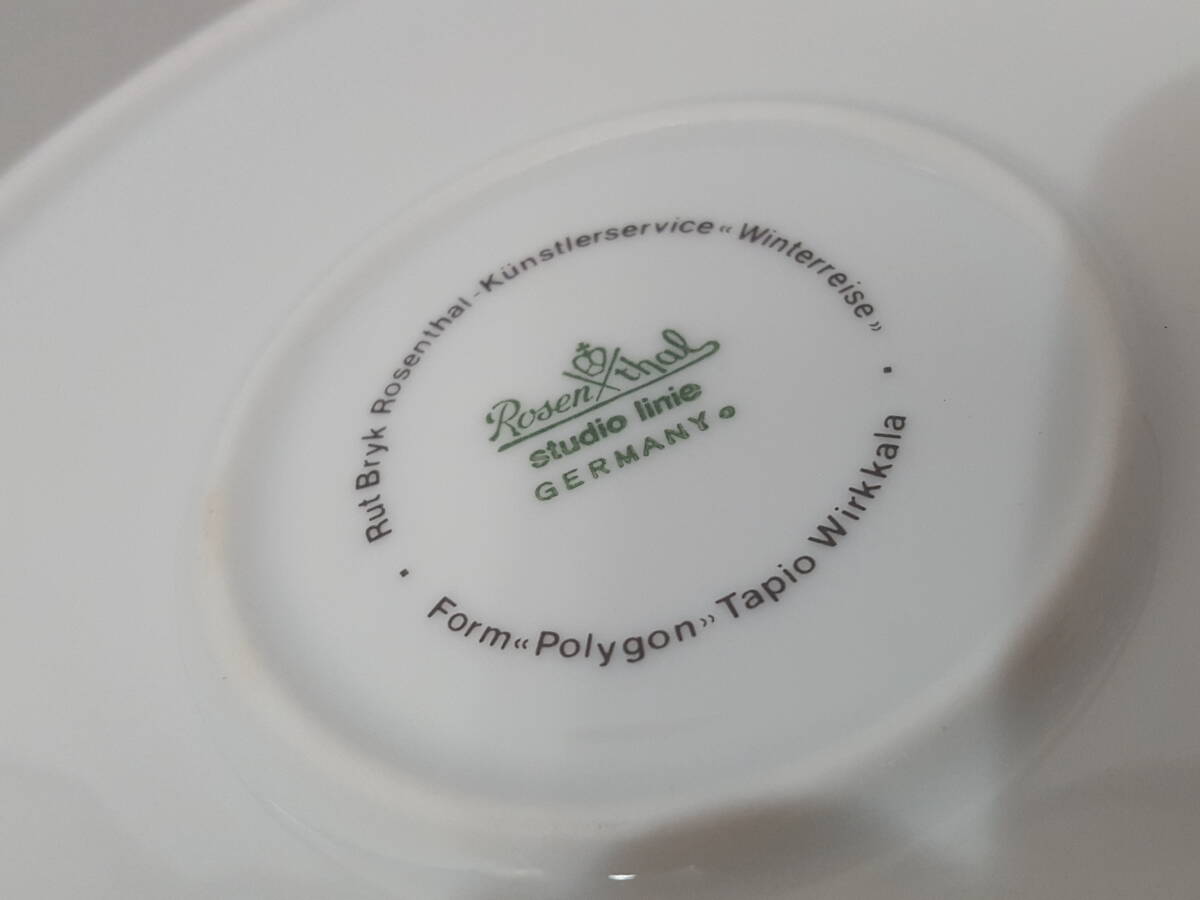 Rut Bryk Rosenthal-Künstlerservice «Winterreise»
Rosenthal
studio linie
GERMANY
Form «Polygon» Tapio Wirkkala